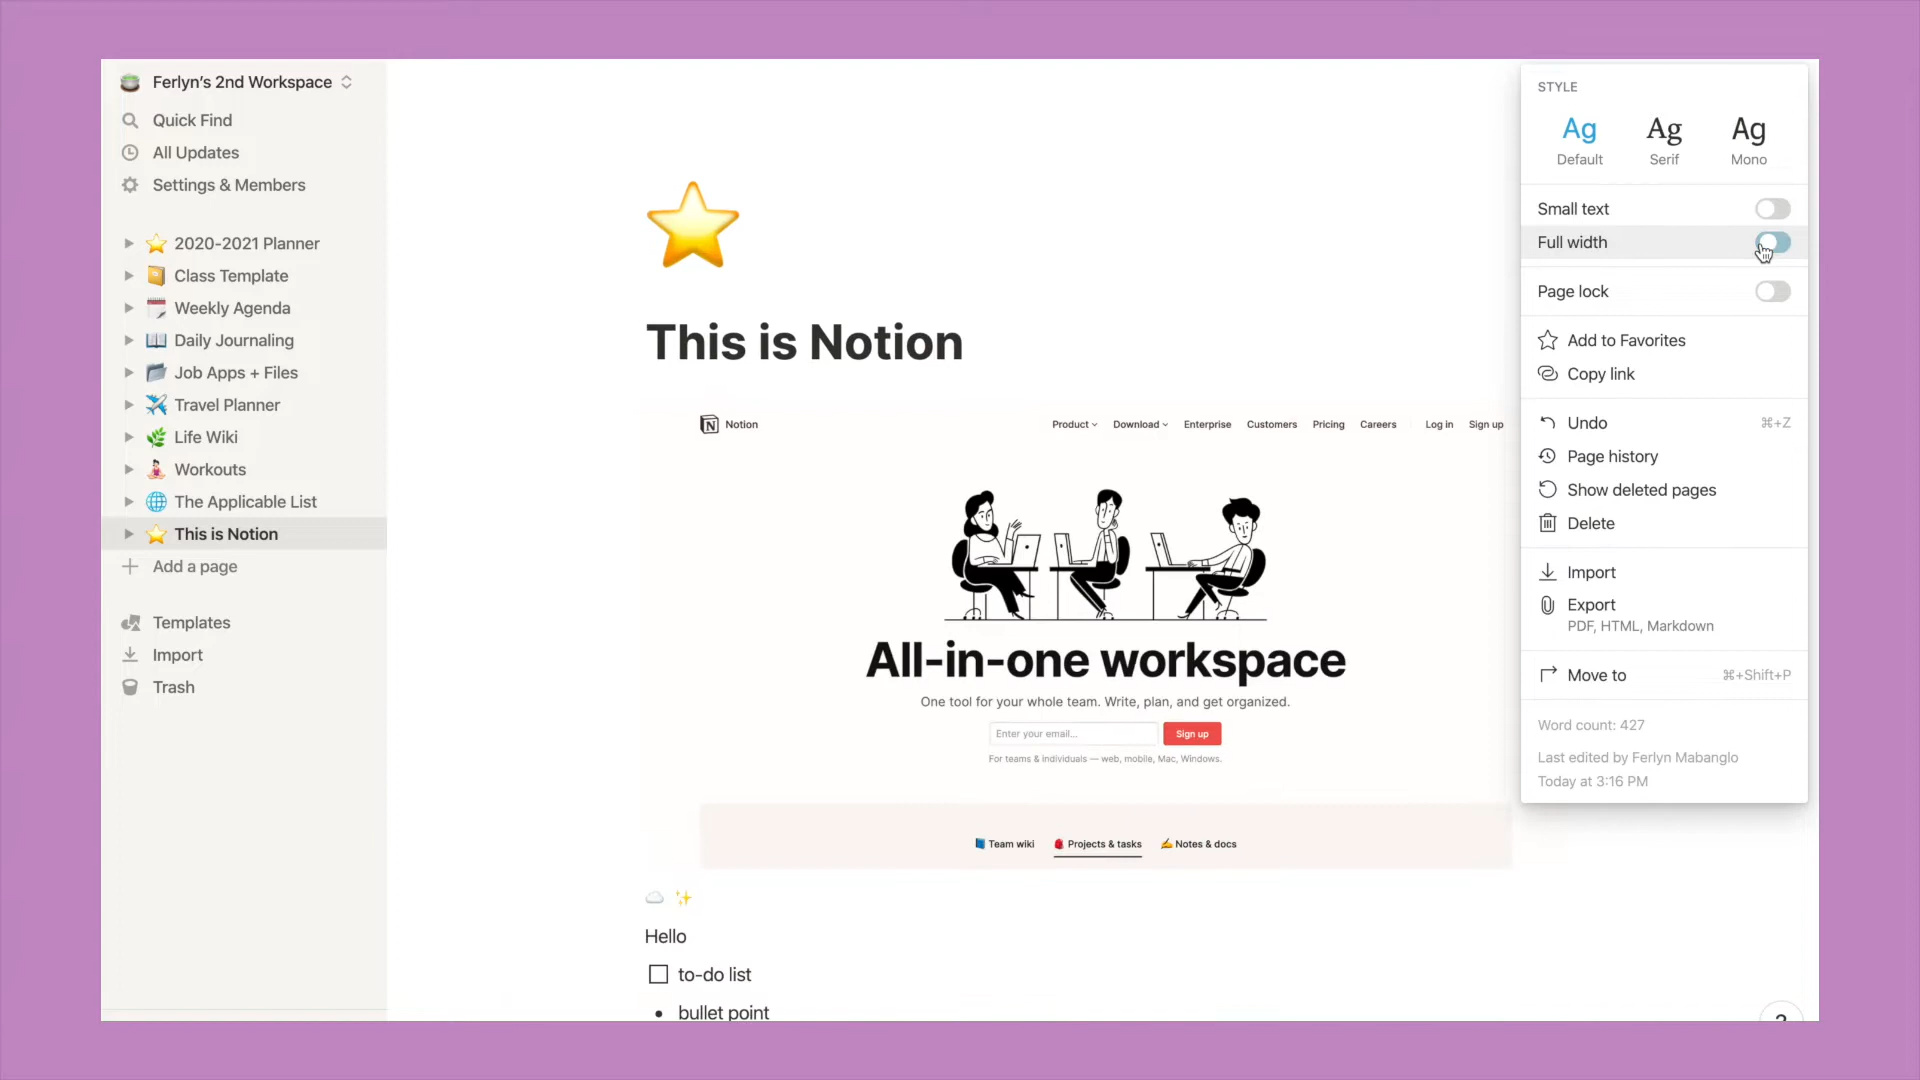 Ferlyn's 2nd Workspace
Quick Find
All Updates
Settings & Members
2020-2021 Planner
Class Template
Weekly Agenda
Daily Journaling
Job Apps + Files
Travel Planner
Life Wiki
Workouts
The Applicable List
This is Notion
Add a page
Templates
Import
Trash
This is Notion
Notion
Product Download Enterprise Customers Pricing Careers Log in Sign up
All-in-one workspace
One tool for your whole team. Write, plan, and get organized.
Enter your email... Sign up
For teams & individuals — web, mobile, Mac, Windows.
Team wiki Projects & tasks Notes & docs
Hello
to-do list
• bullet point
STYLE
Ag Ag Ag
Default Serif Mono
Small text
Full width
Page lock
Add to Favorites
Copy link
Undo ⌘+Z
Page history
Show deleted pages
Delete
Import
Export
PDF, HTML, Markdown
Move to ⌘+Shift+P
Word count: 427
Last edited by Ferlyn Mabanglo
Today at 3:16 PM
?